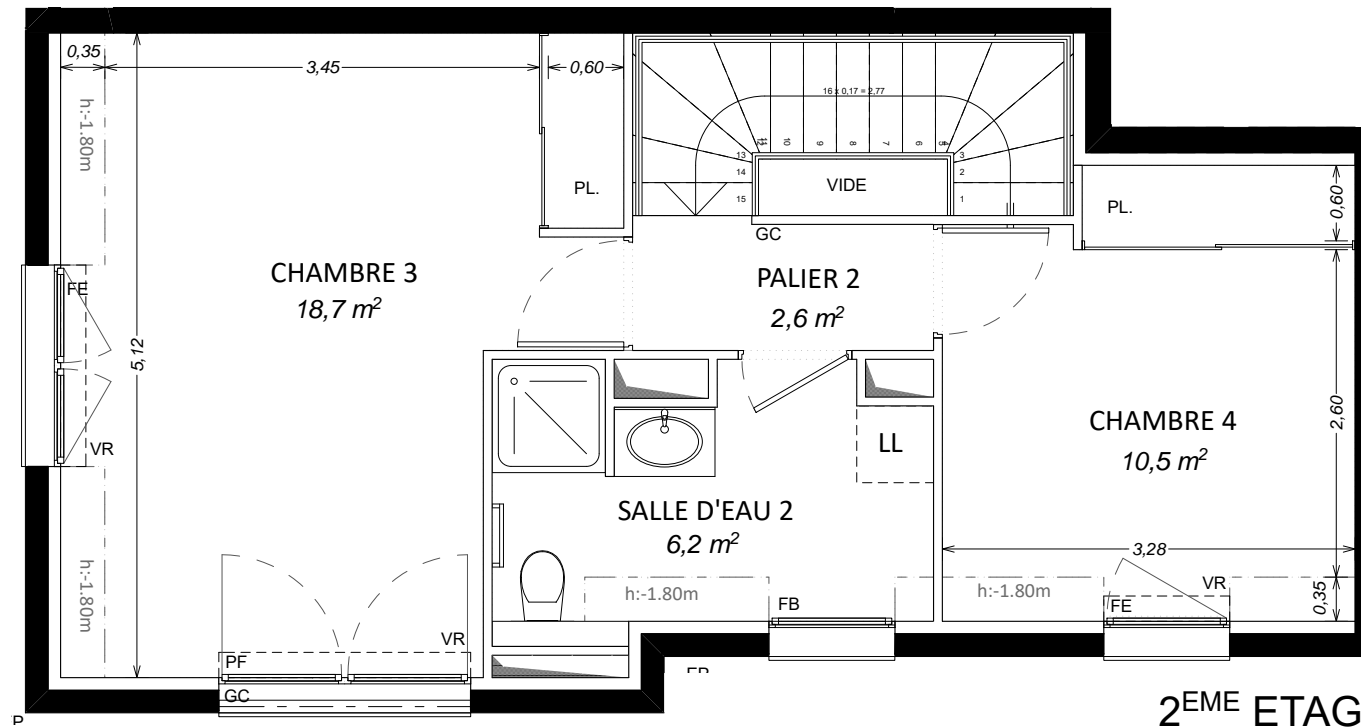 0,35
3,45
0,60
h:-1.80m
16 x 0,17 = 2,77
13
14
15
10
9
8
7
6
3
2
1
PL.
VIDE
GC
PL.
0,60
CHAMBRE 3
18,7 m²
PALIER 2
2,6 m²
FE
5,12
VR
CHAMBRE 4
10,5 m²
2,60
LL
SALLE D'EAU 2
6,2 m²
3,28
h:-1.80m
h:-1.80m
h:-1.80m
VR
0,35
FB
FE
VR
PF
GC
P
2EME ETAG